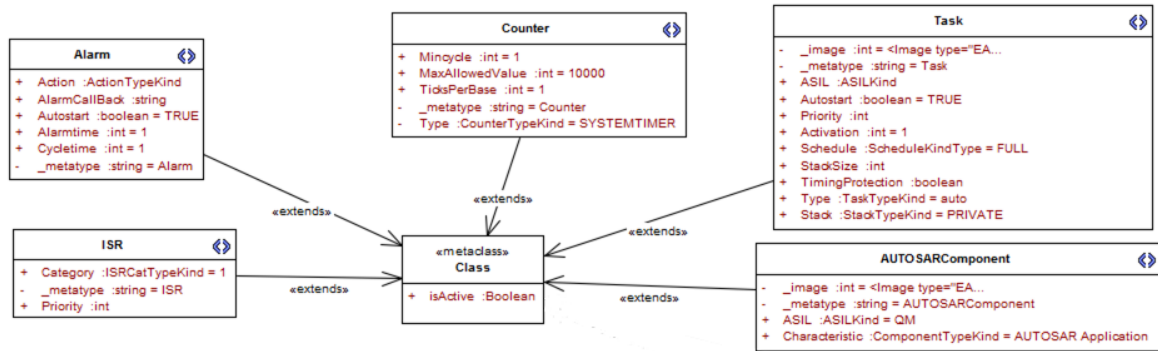 Alarm
+ Action :ActionTypeKind
+ AlarmCallBack :string
+ Autostart :boolean = TRUE
+ Alarmtime :int = 1
+ Cycletime :int = 1
- _metatype :string = Alarm
Counter
+ Mincycle :int = 1
+ MaxAllowedValue :int = 10000
+ TicksPerBase :int = 1
- _metatype :string = Counter
- Type :CounterTypeKind = SYSTEMTIMER
Task
- _image :int = <Image type="EA...
- _metatype :string = Task
+ ASIL :ASILKind
+ Autostart :boolean = TRUE
+ Priority :int
+ Activation :int = 1
+ Schedule :ScheduleKindType = FULL
+ StackSize :int
+ TimingProtection :boolean
+ Type :TaskTypeKind = auto
+ Stack :StackTypeKind = PRIVATE
«extends»
«extends»
«extends»
ISR
+ Category :ISRCatTypeKind = 1
- _metatype :string = ISR
+ Priority :int
«extends»
«metaclass»
Class
+ isActive :Boolean
«extends»
AUTOSARComponent
- _image :int = <Image type="EA...
- _metatype :string = AUTOSARComponent
+ ASIL :ASILKind = QM
+ Characteristic :ComponentTypeKind = AUTOSAR Application